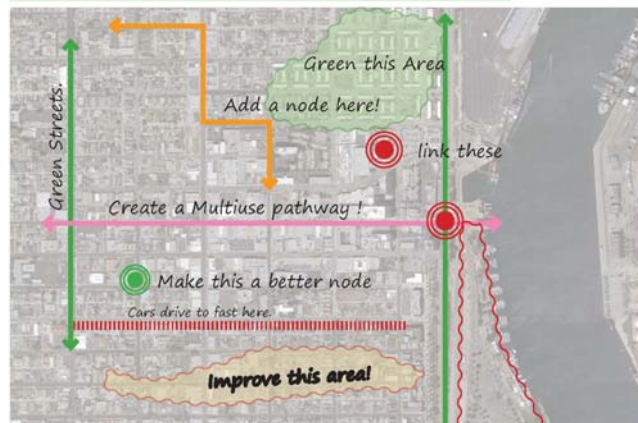 Green this Area
Add a node here!
link these
Green Streets.
Create a Multiuse pathway !
Make this a better node
Cars drive to fast here.
Improve this area!